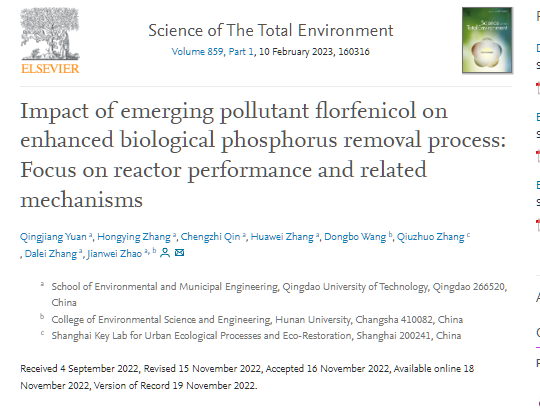 Science of The Total Environment
Volume 859, Part 1, 10 February 2023, 160316
ELSEVIER
Impact of emerging pollutant florfenicol on
enhanced biological phosphorus removal process:
Focus on reactor performance and related
mechanisms
Qingjiang Yuan a, Hongying Zhang a, Chengzhi Qin a, Huawei Zhang a, Dongbo Wang b, Qiuzhuo Zhang c
, Dalei Zhang a, Jianwei Zhao a, b
a School of Environmental and Municipal Engineering, Qingdao University of Technology, Qingdao 266520,
China
b College of Environmental Science and Engineering, Hunan University, Changsha 410082, China
c Shanghai Key Lab for Urban Ecological Processes and Eco-Restoration, Shanghai 200241, China
Received 4 September 2022, Revised 15 November 2022, Accepted 16 November 2022, Available online 18
November 2022, Version of Record 19 November 2022.